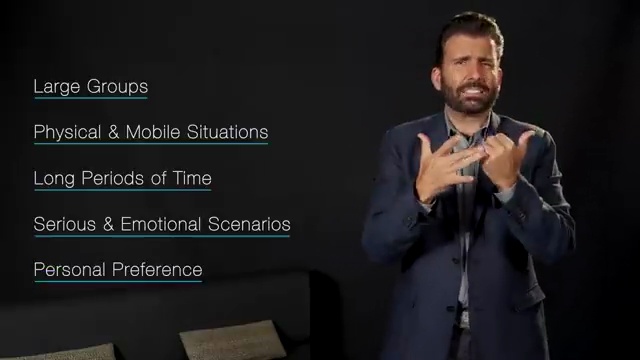 Large Groups
Physical & Mobile Situations
Long Periods of Time
Serious & Emotional Scenarios
Personal Preference